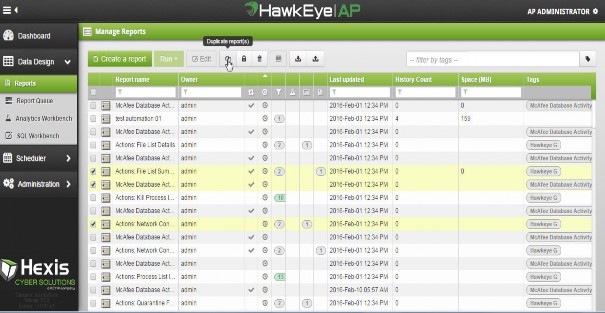 HawkEye AP
AP ADMINISTRATOR
Dashboard
Data Design
Reports
Report Queue
Analytics Workbench
SQL Workbench
Scheduler
Administration
Hexis
CYBER SOLUTIONS
Manage Reports
Duplicate report(s)
Create a report
Run
Edit
-- filter by tags --
Report name Owner Last updated History Count Space (MB) Tags
McAfee Database Act... admin 2016-Feb-01 12:34 PM 0 0 McAfee Database Activity
test automation 01 admin 1 2016-Feb-03 12:34 PM 4 155
Actions: File List Details admin 2 1 2016-Feb-01 12:34 PM 0 Hawkeye G
McAfee Database Act... admin 2016-Feb-01 12:34 PM 0 McAfee Database Activity
McAfee Database Act... admin 2016-Feb-01 12:34 PM 0 McAfee Database Activity
Actions: File List Sum... admin 2 2016-Feb-01 12:34 PM 0 0 Hawkeye G
McAfee Database Act... admin 2016-Feb-01 12:34 PM 0 McAfee Database Activity
Actions: Kill Process l... admin 2016-Feb-01 12:34 PM 0 Hawkeye G
McAfee Database Act... admin 2016-Feb-01 12:34 PM 0 McAfee Database Activity
Actions: Network Con... admin 2 1 2016-Feb-01 12:34 PM 0 Hawkeye G
McAfee Database Act... admin 2016-Feb-01 12:34 PM 0 McAfee Database Activity
Actions: Network Con... admin 2 2016-Feb-01 12:34 PM 0 Hawkeye G
McAfee Database Act... admin 2016-Feb-01 12:34 PM 0 McAfee Database Activity
Actions: Process List I... admin 2016-Feb-01 12:34 PM 0 Hawkeye G
McAfee Database Act... admin 2016-Feb-10 05:57 AM 0 McAfee Database Activity
Actions: Quarantine F... admin 2 1 2016-Feb-01 12:34 PM 0 Hawkeye G